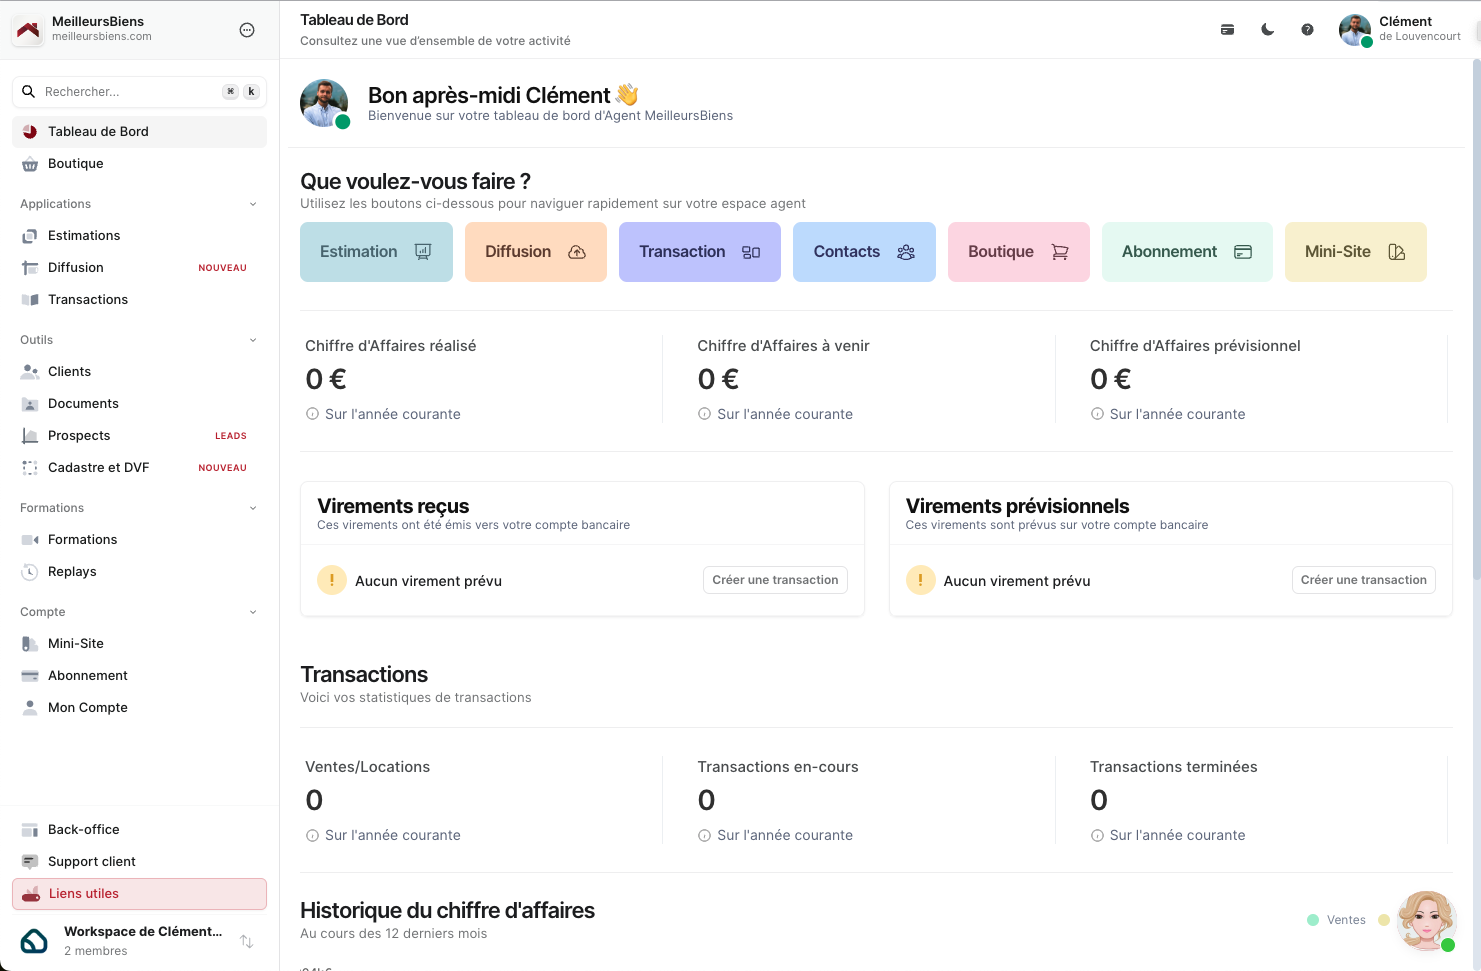 MeilleursBiens
meilleursbiens.com
Rechercher...
⌘ k
Tableau de Bord
Boutique
Applications
Estimations
Diffusion NOUVEAU
Transactions
Outils
Clients
Documents
Prospects LEADS
Cadastre et DVF NOUVEAU
Formations
Formations
Replays
Compte
Mini-Site
Abonnement
Mon Compte
Back-office
Support client
Liens utiles
Workspace de Clément...
2 membres
Tableau de Bord
Consultez une vue d'ensemble de votre activité
Clément
de Louvencourt
Bon après-midi Clément 👋
Bienvenue sur votre tableau de bord d'Agent MeilleursBiens
Que voulez-vous faire ?
Utilisez les boutons ci-dessous pour naviguer rapidement sur votre espace agent
Estimation Diffusion Transaction Contacts Boutique Abonnement Mini-Site
Chiffre d'Affaires réalisé
0 €
Sur l'année courante
Chiffre d'Affaires à venir
0 €
Sur l'année courante
Chiffre d'Affaires prévisionnel
0 €
Sur l'année courante
Virements reçus
Ces virements ont été émis vers votre compte bancaire
Aucun virement prévu Créer une transaction
Virements prévisionnels
Ces virements sont prévus sur votre compte bancaire
Aucun virement prévu Créer une transaction
Transactions
Voici vos statistiques de transactions
Ventes/Locations
0
Sur l'année courante
Transactions en-cours
0
Sur l'année courante
Transactions terminées
0
Sur l'année courante
Historique du chiffre d'affaires
Au cours des 12 derniers mois
Ventes